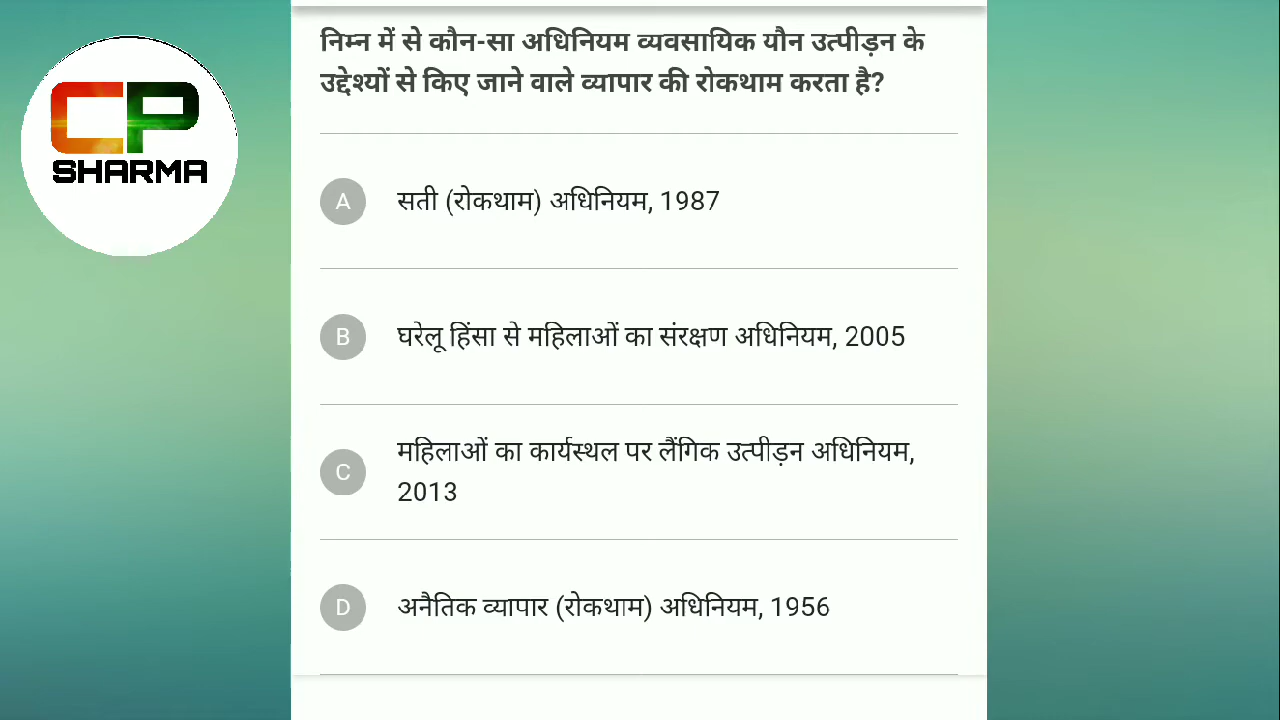 CP
SHARMA
निम्न में से कौन-सा अधिनियम व्यवसायिक यौन उत्पीड़न के
उद्देश्यों से किए जाने वाले व्यापार की रोकथाम करता है?
A सती (रोकथाम) अधिनियम, 1987
B घरेलू हिंसा से महिलाओं का संरक्षण अधिनियम, 2005
C महिलाओं का कार्यस्थल पर लैंगिक उत्पीड़न अधिनियम,
2013
D अनैतिक व्यापार (रोकथाम) अधिनियम, 1956